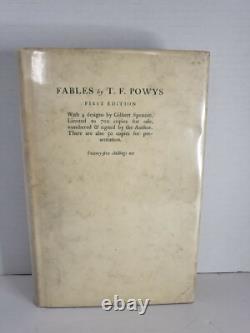 FABLES by T. F. POWYS
FIRST EDITION
With 4 designs by Gilbert Spencer.
Limited to 700 copies for sale,
numbered & signed by the Author.
There are also 50 copies for pre-
sentation.
Twenty-five shillings net